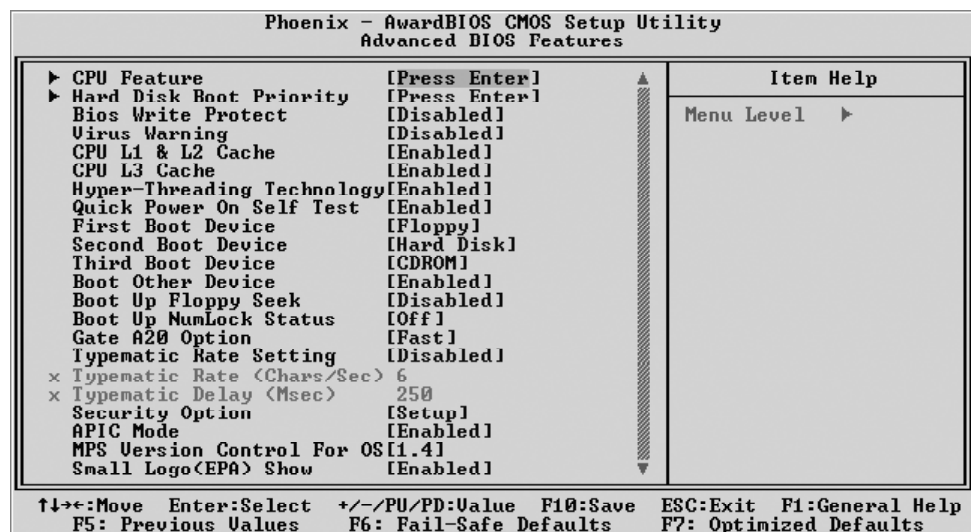 Phoenix - AwardBIOS CMOS Setup Utility
Advanced BIOS Features
▶ CPU Feature [Press Enter]
▶ Hard Disk Boot Priority [Press Enter]
Bios Write Protect [Disabled]
Virus Warning [Disabled]
CPU L1 & L2 Cache [Enabled]
CPU L3 Cache [Enabled]
Hyper-Threading Technology[Enabled]
Quick Power On Self Test [Enabled]
First Boot Device [Floppy]
Second Boot Device [Hard Disk]
Third Boot Device [CDROM]
Boot Other Device [Enabled]
Boot Up Floppy Seek [Disabled]
Boot Up NumLock Status [Off]
Gate A20 Option [Fast]
Typematic Rate Setting [Disabled]
x Typematic Rate (Chars/Sec) 6
x Typematic Delay (Msec) 250
Security Option [Setup]
APIC Mode [Enabled]
MPS Version Control For OS[1.4]
Small Logo(EPA) Show [Enabled]
Item Help
Menu Level ▶
↑↓→←:Move Enter:Select +/-/PU/PD:Value F10:Save ESC:Exit F1:General Help
F5: Previous Values F6: Fail-Safe Defaults F7: Optimized Defaults